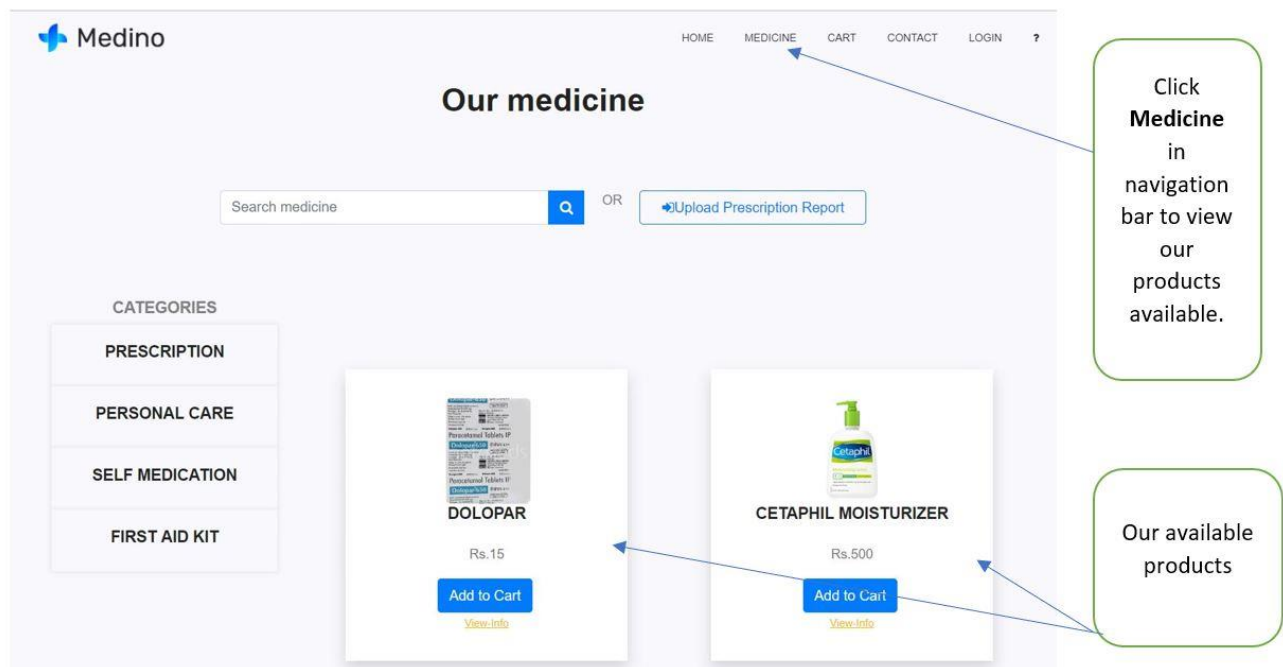 Medino
HOME MEDICINE CART CONTACT LOGIN ?
Our medicine
Search medicine
OR
Upload Prescription Report
CATEGORIES
PRESCRIPTION
PERSONAL CARE
SELF MEDICATION
FIRST AID KIT
Paracetamol Tablets IP
Paracetamol Tablets IP
DOLOPAR
Rs.15
Add to Cart
View-Info
Cetaphil
CETAPHIL MOISTURIZER
Rs.500
Add to Cart
View-Info
Click
Medicine
in
navigation
bar to view
our
products
available.
Our available
products